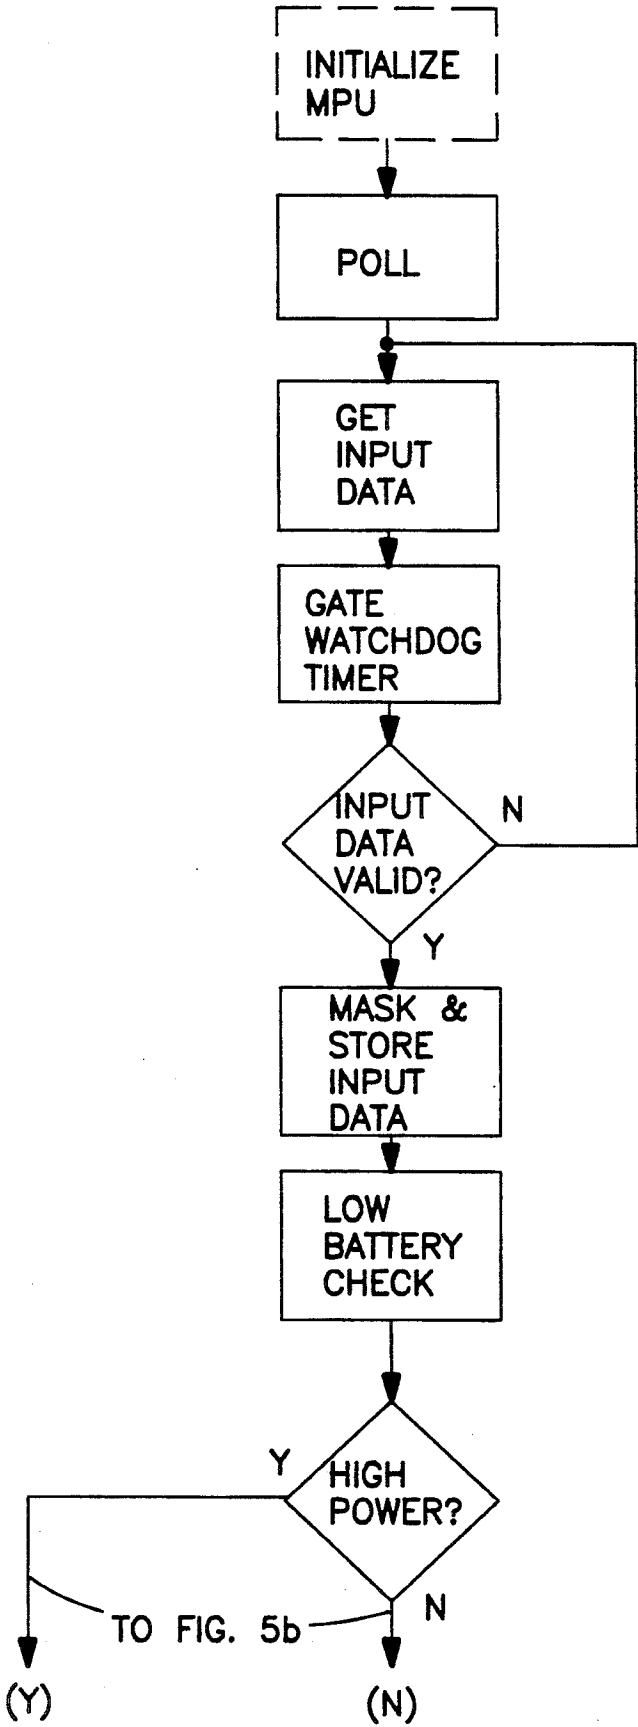 INITIALIZE
MPU
POLL
GET
INPUT
DATA
GATE
WATCHDOG
TIMER
INPUT
DATA
VALID?
N
Y
MASK &
STORE
INPUT
DATA
LOW
BATTERY
CHECK
Y
HIGH
POWER?
N
TO FIG. 5b
(Y)
(N)